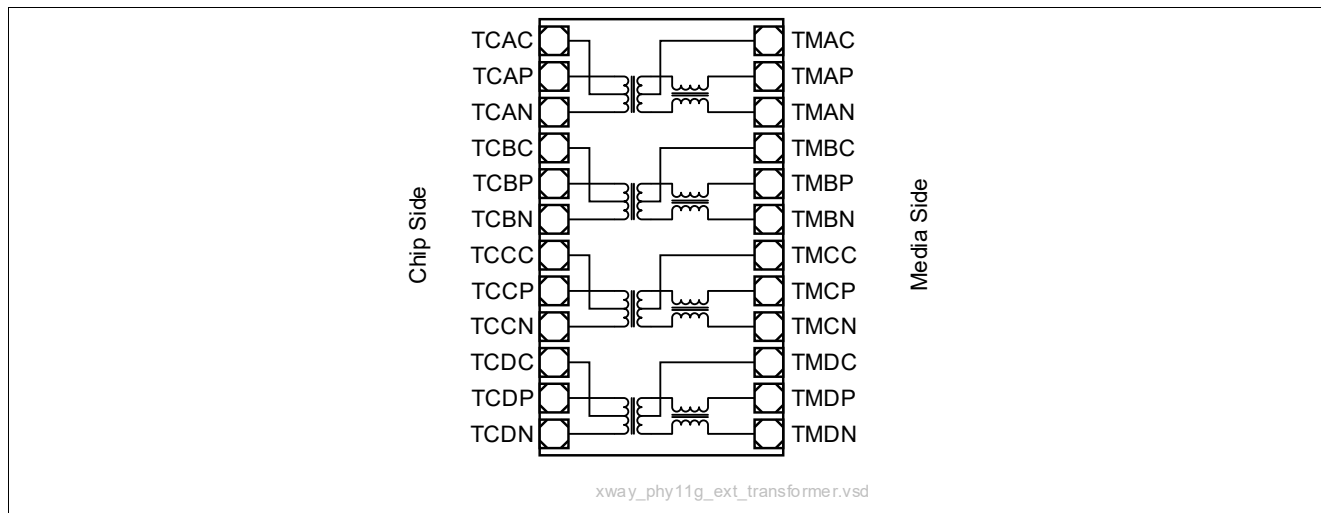 TCAC
TMAC
TCAP
TMAP
TCAN
TMAN
TCBC
TMBC
TCBP
TMBP
TCBN
TMBN
Chip Side
Media Side
TCCC
TMCC
TCCP
TMCP
TCCN
TMCN
TCDC
TMDC
TCDP
TMDP
TCDN
TMDN
xway_phy11g_ext_transformer.vsd